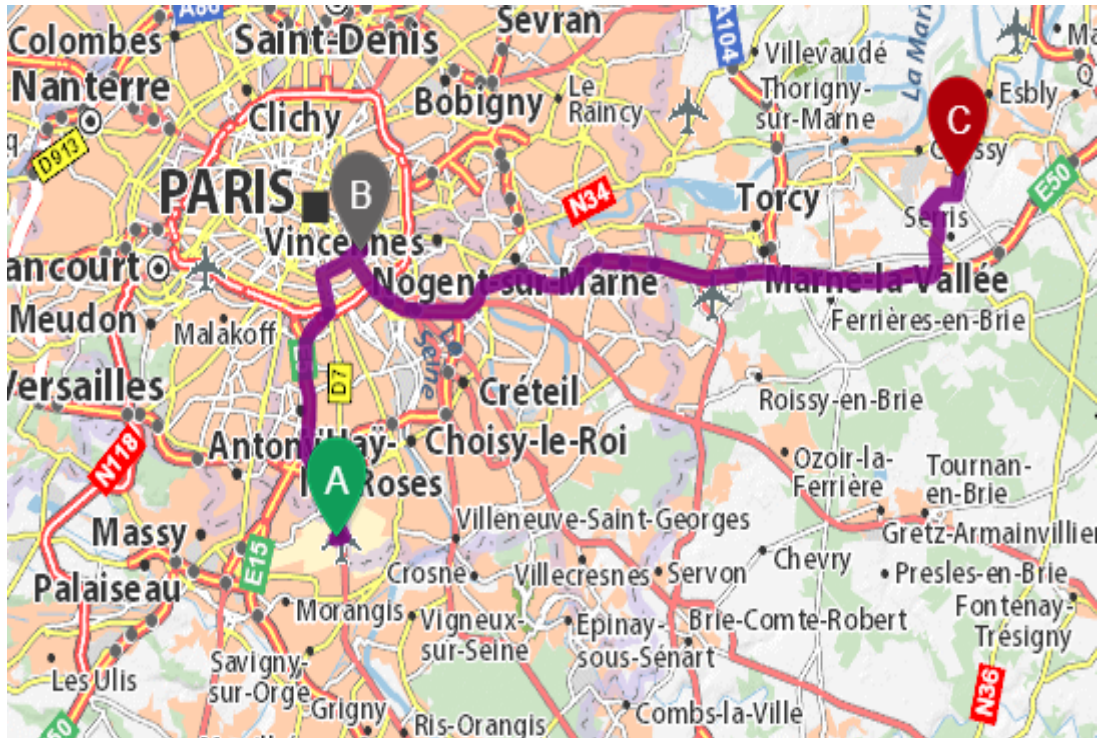 A86
Colombes
Saint-Denis
Sevran
A104
Villevaudé
La Marne
Nanterre
Clichy
Bobigny
Le
Raincy
Thorigny-
sur-Marne
Esbly
C
D913
PARIS
B
N34
Torcy
E50
Serris
Vincennes
ancourt
Nogent-sur-Marne
Marne-la-Vallée
Meudon
Malakoff
Ferrières-en-Brie
Versailles
D7
Seine
Créteil
Roissy-en-Brie
N118
Choisy-le-Roi
A
Roses
Ozoir-la-
Ferrière
Tournan-
en-Brie
Massy
E15
Villeneuve-Saint-Georges
Gretz-Armainvillier
Chevry
Palaiseau
Crosne
Villecresnes
Servon
Presles-en-Brie
Morangis
Vigneux-
sur-Seine
Epinay-
sous-Sénart
Brie-Comte-Robert
Fontenay-
Trésigny
Les Ulis
Savigny-
sur-Orge
Grigny
Ris-Orangis
Combs-la-Ville
N36